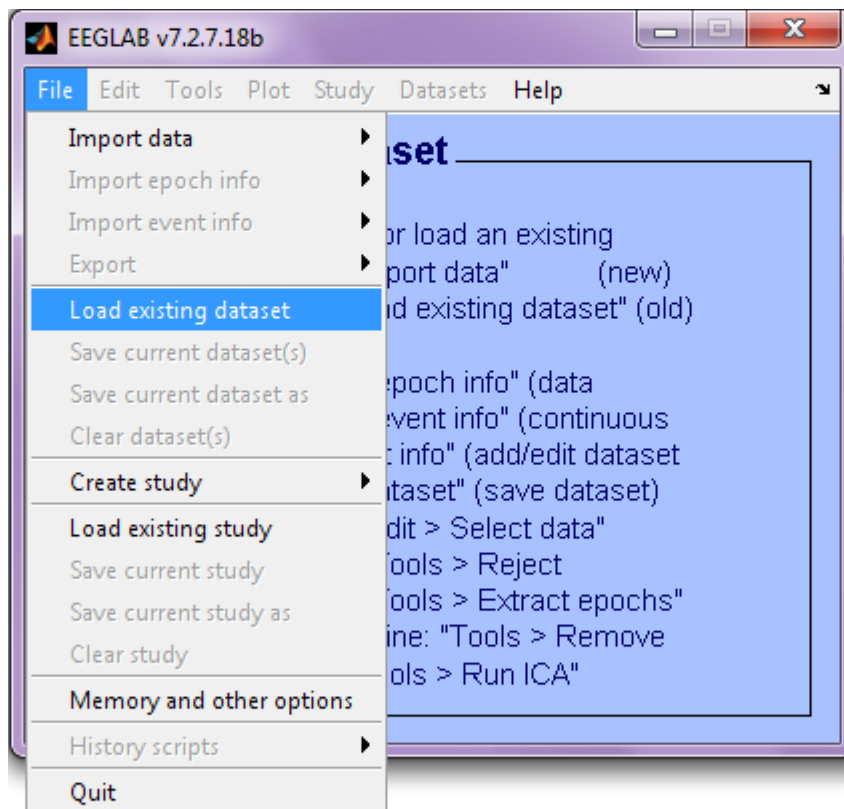 EEGLAB v7.2.7.18b
File Edit Tools Plot Study Datasets Help
Import data
Import epoch info
Import event info
Export
Load existing dataset
Save current dataset(s)
Save current dataset as
Clear dataset(s)
Create study
Load existing study
Save current study
Save current study as
Clear study
Memory and other options
History scripts
Quit
set
or load an existing
port data" (new)
d existing dataset" (old)
epoch info" (data
event info" (continuous
info" (add/edit dataset
taset" (save dataset)
dit > Select data"
ools > Reject
ools > Extract epochs"
ine: "Tools > Remove
ols > Run ICA"